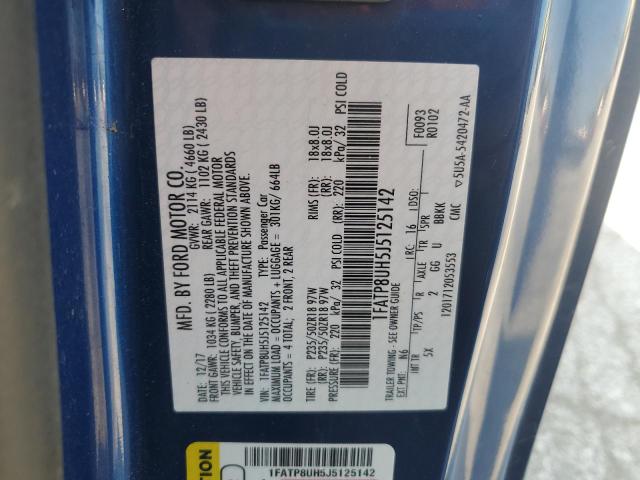 MFD. BY FORD MOTOR CO.
12/17
GVWR: 2114 KG ( 4660 LB)
FRONT GAWR: 1034 KG ( 2280 LB)
REAR GAWR: 1102 KG ( 2430 LB)
THIS VEHICLE CONFORMS TO ALL APPLICABLE FEDERAL MOTOR
VEHICLE SAFETY, BUMPER, AND THEFT PREVENTION STANDARDS
IN EFFECT ON THE DATE OF MANUFACTURE SHOWN ABOVE.
VIN: 1FATP8UH5J5125142
TYPE: Passenger Car
MAXIMUM LOAD = OCCUPANTS + LUGGAGE = 301KG/ 664LB
OCCUPANTS = 4 TOTAL; 2 FRONT, 2 REAR
TIRE (FR): P235/50ZR18 97W RIMS (FR): 18x8.0J
(RR): P235/50ZR18 97W (RR): 18x8.0J
PRESSURE (FR): 220 kPa/ 32 PSI COLD (RR): 220 kPa/ 32 PSI COLD
1FATP8UH5J5125142
TRAILER TOWING - SEE OWNER GUIDE
EXT PNT: N6 RC: 16 DSO: F0093
R0102
INT TR TP/PS R AXLE TR SPR
5X 2 GG U BBKK
1201712053553 CMC
▽5U5A-5420472-AA
TION
1FATP8UH5J5125142